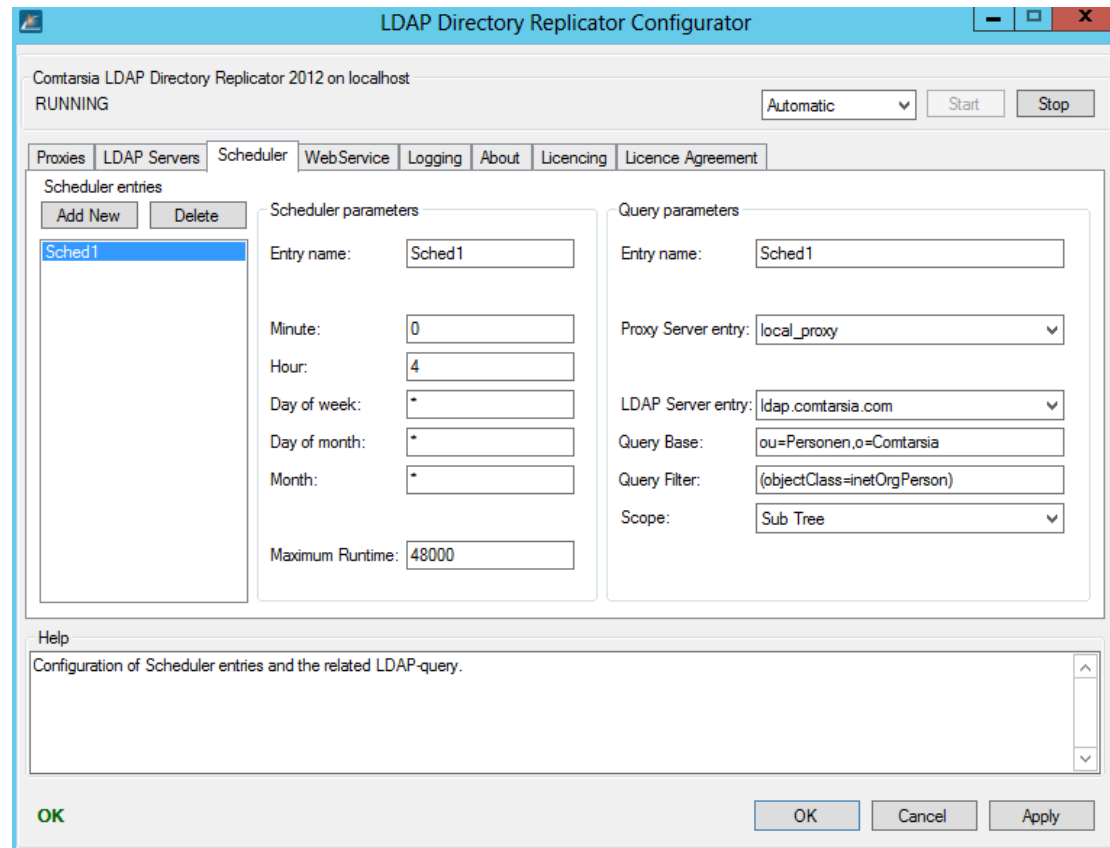 LDAP Directory Replicator Configurator
Comtarsia LDAP Directory Replicator 2012 on localhost
RUNNING
Automatic Start Stop
Proxies LDAP Servers Scheduler WebService Logging About Licencing Licence Agreement
Scheduler entries
Add New Delete
Sched1
Scheduler parameters
Entry name: Sched1
Minute: 0
Hour: 4
Day of week: *
Day of month: *
Month: *
Maximum Runtime: 48000
Query parameters
Entry name: Sched1
Proxy Server entry: local_proxy
LDAP Server entry: ldap.comtarsia.com
Query Base: ou=Personen,o=Comtarsia
Query Filter: (objectClass=inetOrgPerson)
Scope: Sub Tree
Help
Configuration of Scheduler entries and the related LDAP-query.
OK
OK Cancel Apply